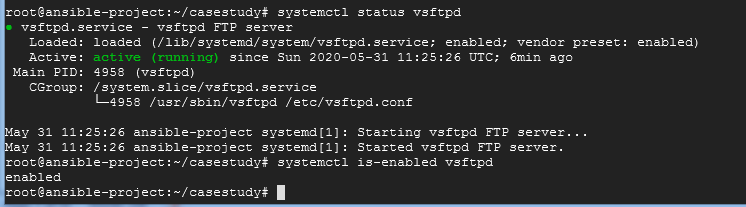 root@ansible-project:~/casestudy# systemctl status vsftpd
● vsftpd.service - vsftpd FTP server
   Loaded: loaded (/lib/systemd/system/vsftpd.service; enabled; vendor preset: enabled)
   Active: active (running) since Sun 2020-05-31 11:25:26 UTC; 6min ago
 Main PID: 4958 (vsftpd)
   CGroup: /system.slice/vsftpd.service
           └─4958 /usr/sbin/vsftpd /etc/vsftpd.conf

May 31 11:25:26 ansible-project systemd[1]: Starting vsftpd FTP server...
May 31 11:25:26 ansible-project systemd[1]: Started vsftpd FTP server.
root@ansible-project:~/casestudy# systemctl is-enabled vsftpd
enabled
root@ansible-project:~/casestudy#